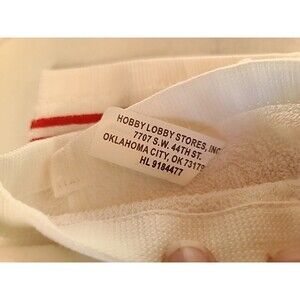 HOBBY LOBBY STORES, INC
7707 S.W. 44TH ST.
OKLAHOMA CITY, OK 73179
HL 9184477